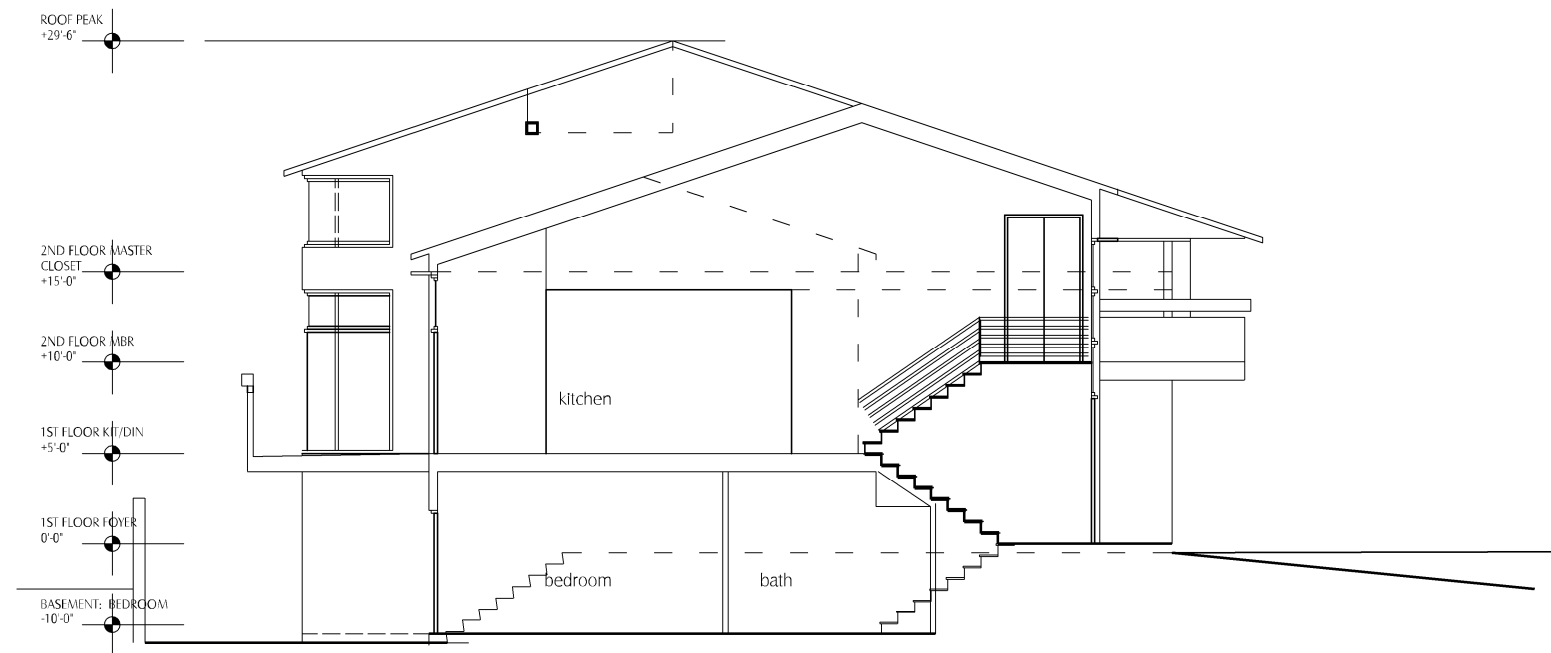 ROOF PEAK
+29'-6"
2ND FLOOR MASTER
CLOSET
+15'-0"
2ND FLOOR MBR
+10'-0"
kitchen
1ST FLOOR KIT/DIN
+5'-0"
1ST FLOOR FOYER
0'-0"
bedroom
bath
BASEMENT: BEDROOM
-10'-0"